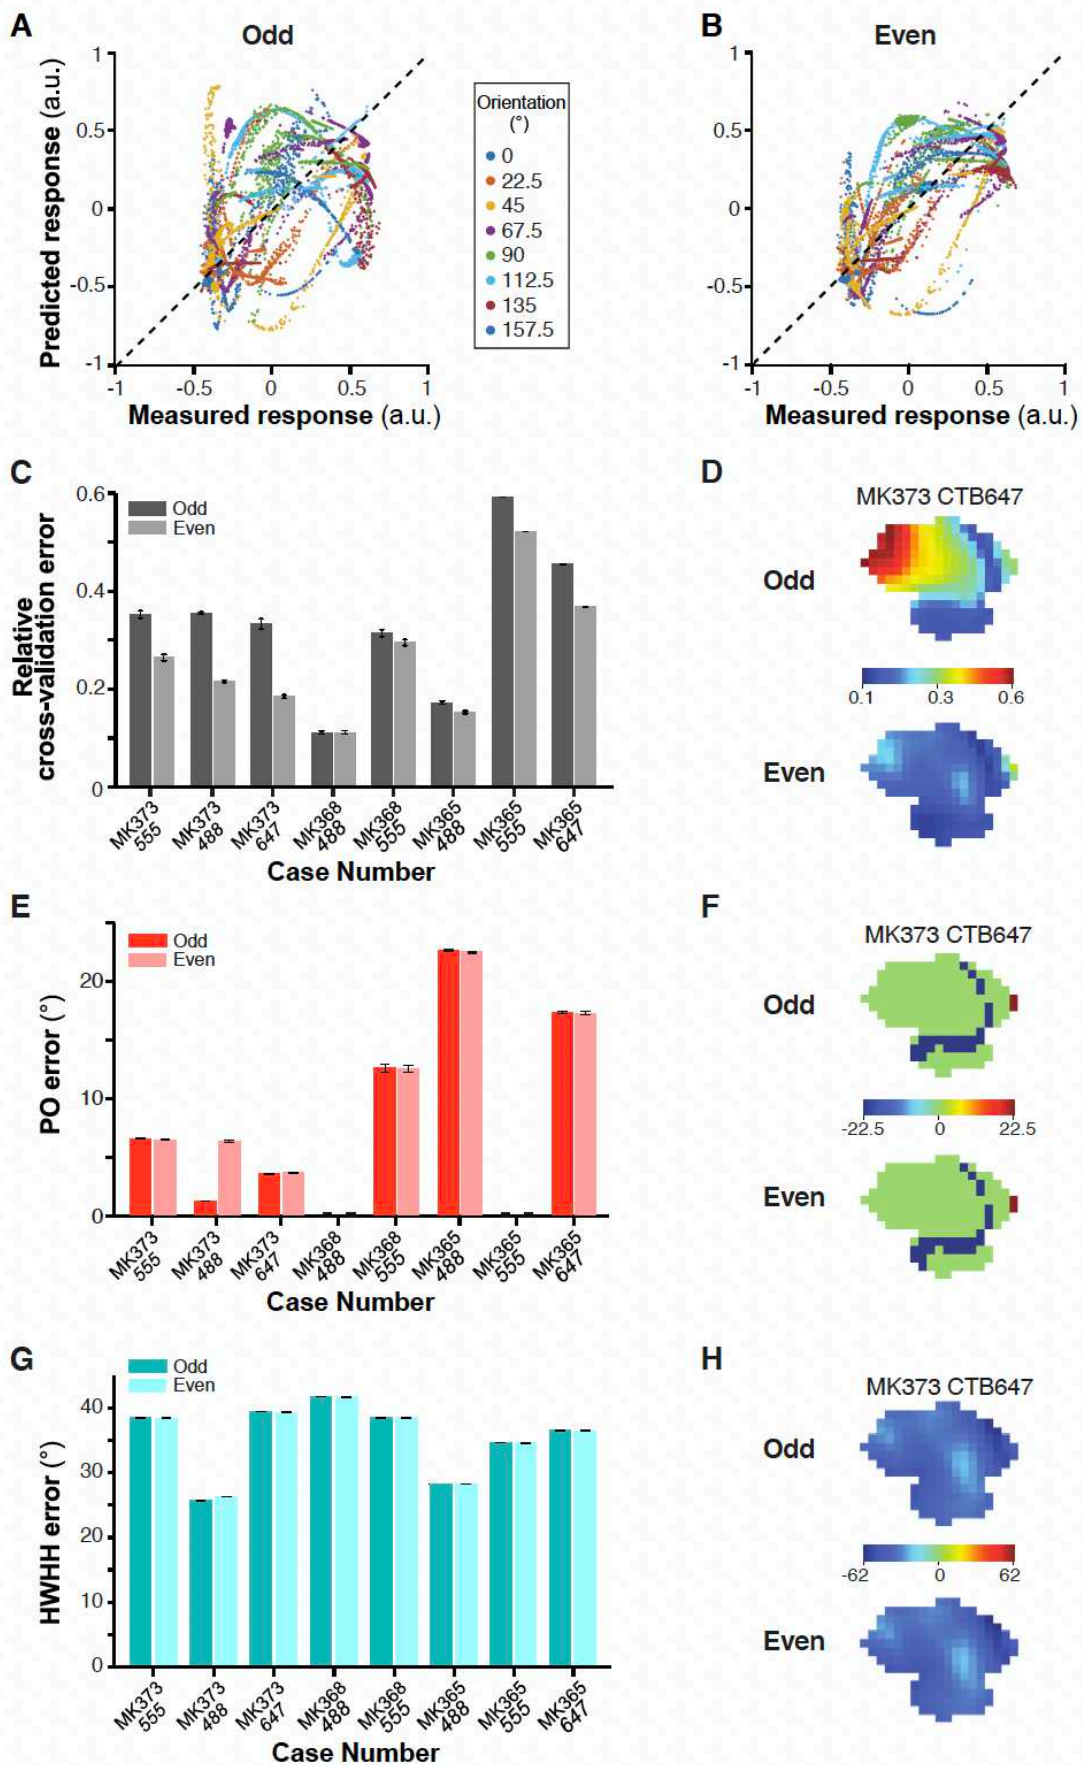 A
Odd
Predicted response (a.u.)
1
0.5
0
-0.5
-1
-1
-0.5
0
0.5
1
Measured response (a.u.)
Orientation
(°)
0
22.5
45
67.5
90
112.5
135
157.5
B
Even
1
0.5
0
-0.5
-1
-1
-0.5
0
0.5
1
Measured response (a.u.)
C
Relative
cross-validation error
0.6
0.4
0.2
0
Odd
Even
MK373
555
MK373
488
MK373
647
MK368
488
MK368
555
MK365
488
MK365
555
MK365
647
Case Number
D
MK373 CTB647
Odd
0.1
0.3
0.6
Even
E
PO error (°)
20
10
0
Odd
Even
MK373
555
MK373
488
MK373
647
MK368
488
MK368
555
MK365
488
MK365
555
MK365
647
Case Number
F
MK373 CTB647
Odd
-22.5
0
22.5
Even
G
HWHH error (°)
40
30
20
10
0
Odd
Even
MK373
555
MK373
488
MK373
647
MK368
488
MK368
555
MK365
488
MK365
555
MK365
647
Case Number
H
MK373 CTB647
Odd
-62
0
62
Even